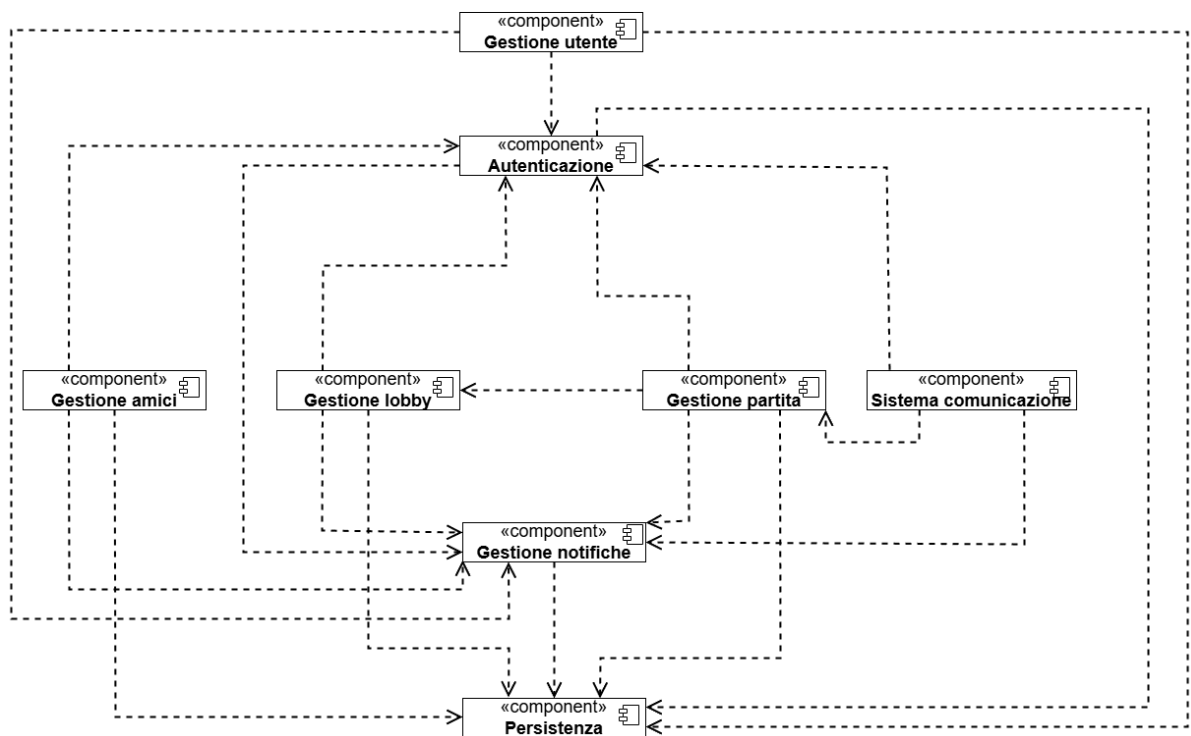 «component»
Gestione utente
«component»
Autenticazione
«component»
Gestione amici
«component»
Gestione lobby
«component»
Gestione partita
«component»
Sistema comunicazione
«component»
Gestione notifiche
«component»
Persistenza